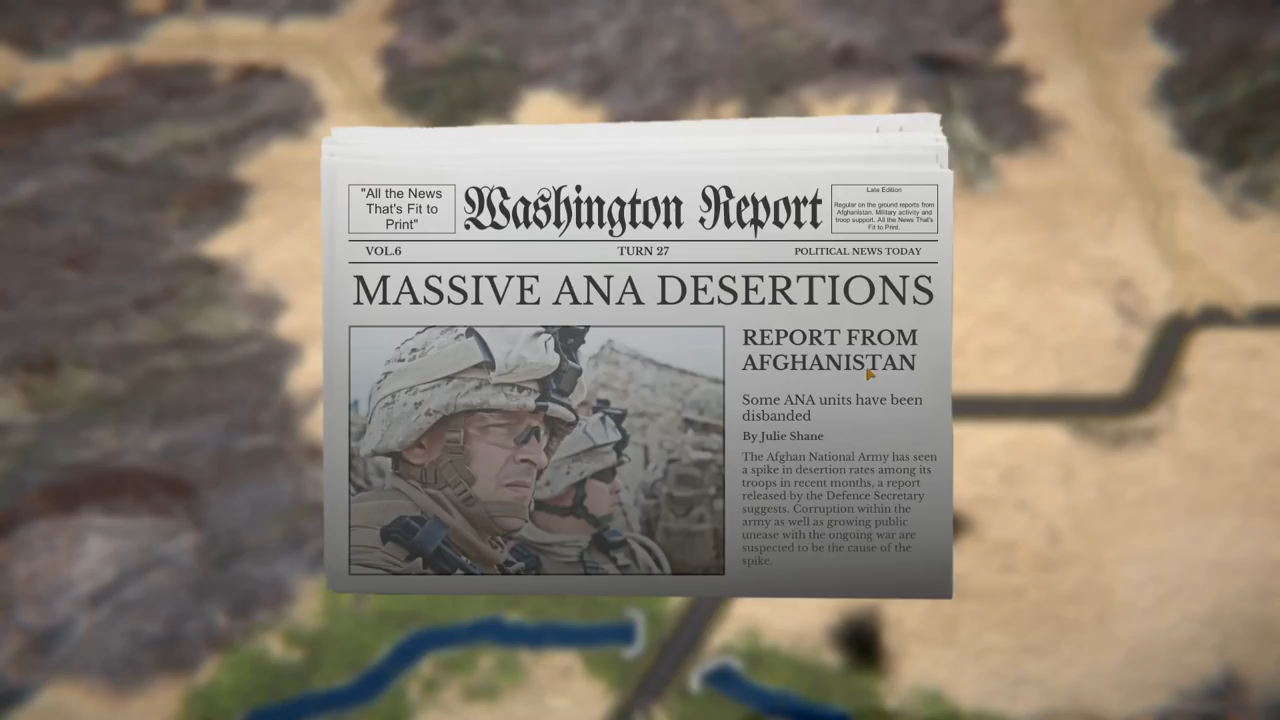 "All the News
That's Fit to
Print"
Washington Report
Late Edition
Regular on the ground reports from
Afghanistan. Military activity and
troop support. All the News That's
Fit to Print.
VOL.6
TURN 27
POLITICAL NEWS TODAY
MASSIVE ANA DESERTIONS
REPORT FROM
AFGHANISTAN
Some ANA units have been
disbanded
By Julie Shane
The Afghan National Army has seen
a spike in desertion rates among its
troops in recent months, a report
released by the Defence Secretary
suggests. Corruption within the
army as well as growing public
unease with the ongoing war are
suspected to be the cause of the
spike.